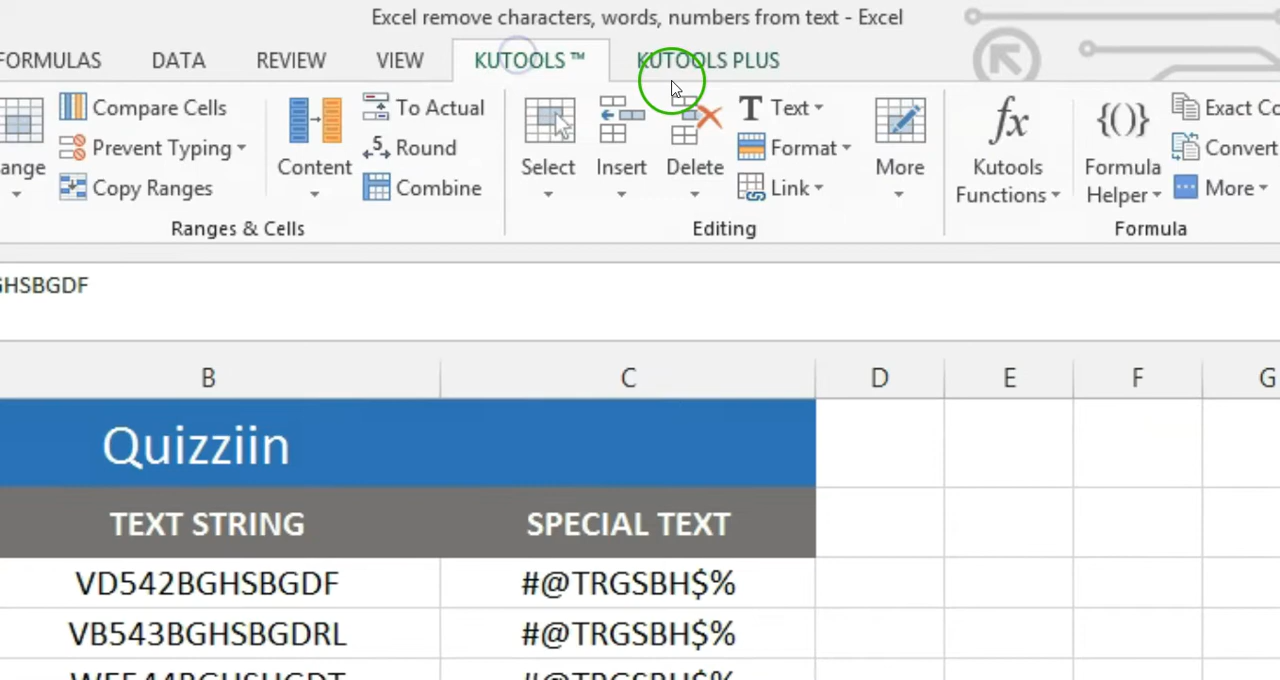 Excel remove characters, words, numbers from text - Excel
FORMULAS DATA REVIEW VIEW KUTOOLS ™ KUTOOLS PLUS
Compare Cells To Actual Text Exact Co
Prevent Typing Round Format Convert
ange Content Select Insert Delete More Kutools Formula
Copy Ranges Combine Link Functions Helper More
Ranges & Cells Editing Formula
GHSBGDF
B C D E F G
Quizziin
TEXT STRING SPECIAL TEXT
VD542BGHSBGDF #@TRGSBH$%
VB543BGHSBGDRL #@TRGSBH$%